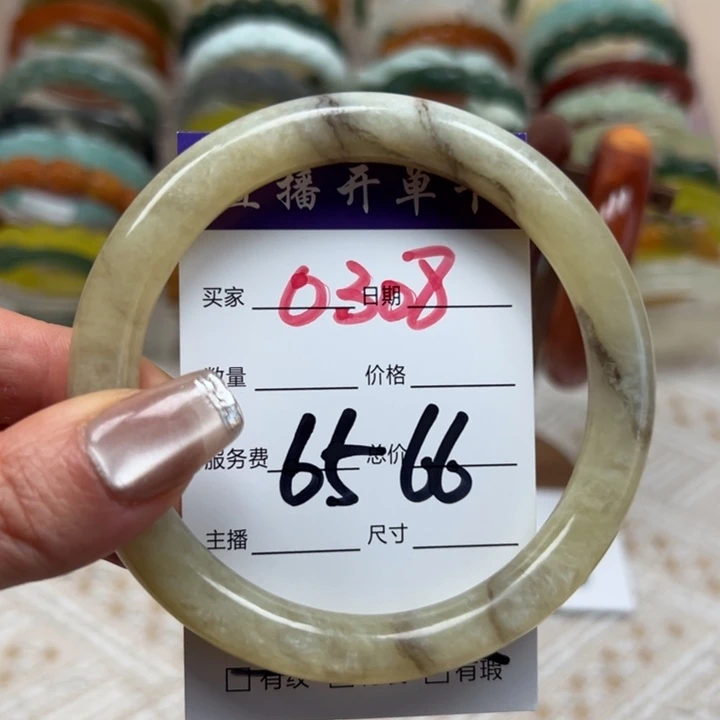 播开单卡
买家 0308 日期
数量 价格
服务费 65 66 总价
主播 尺寸
有纹 有瑕